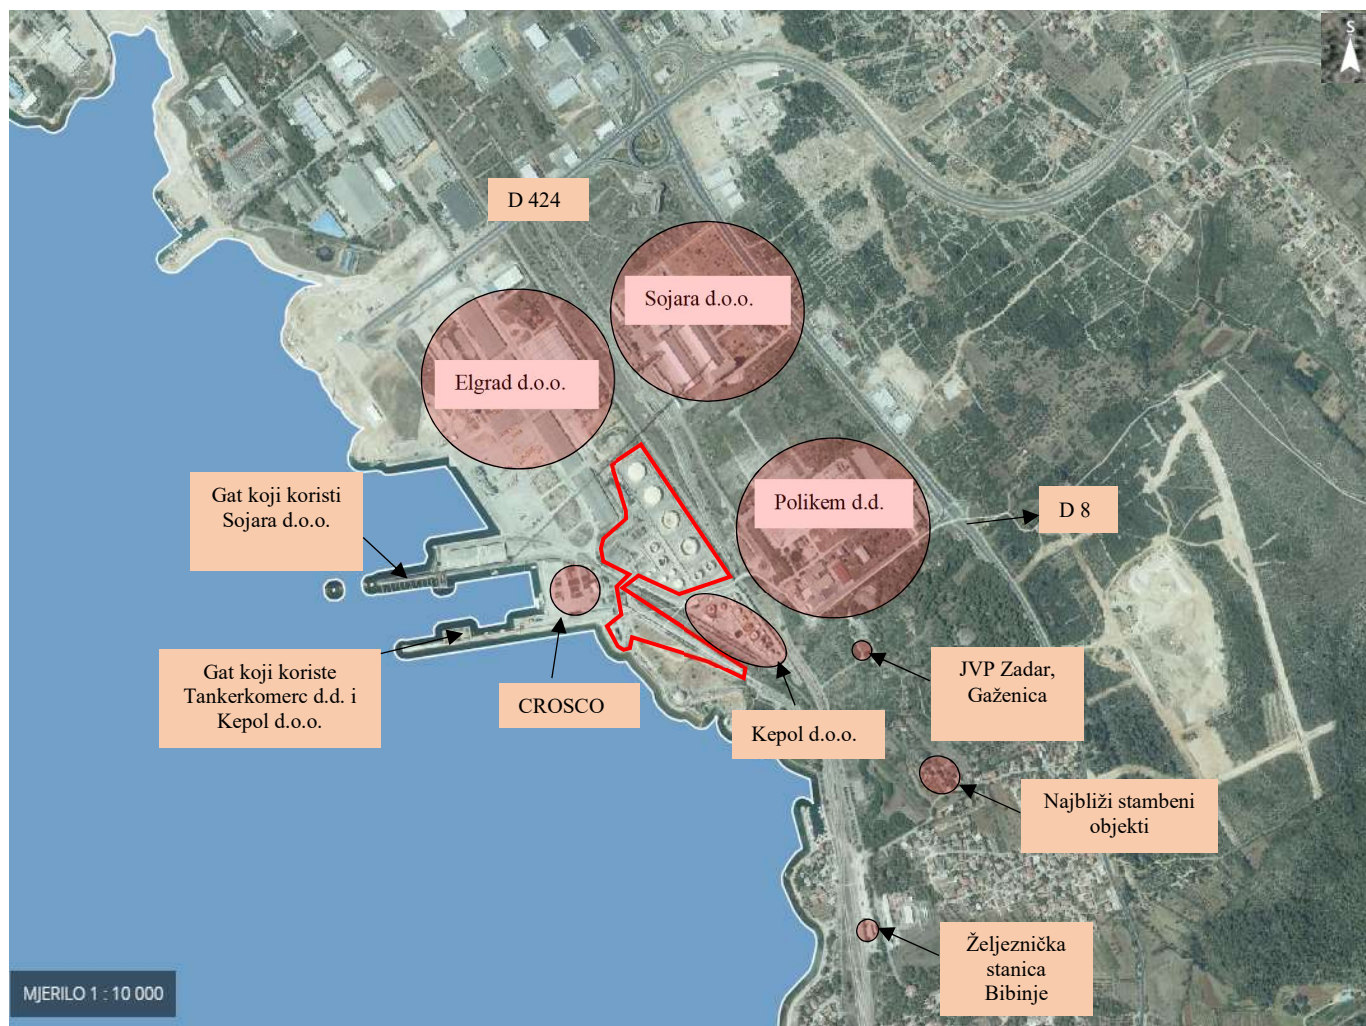 S
D 424
Sojara d.o.o.
Elgrad d.o.o.
Gat koji koristi
Sojara d.o.o.
Polikem d.d.
D 8
Gat koji koriste
Tankerkomerc d.d. i
Kepol d.o.o.
CROSCO
Kepol d.o.o.
JVP Zadar,
Gaženica
Najbliži stambeni
objekti
Željeznička
stanica
Bibinje
MJERILO 1 : 10 000